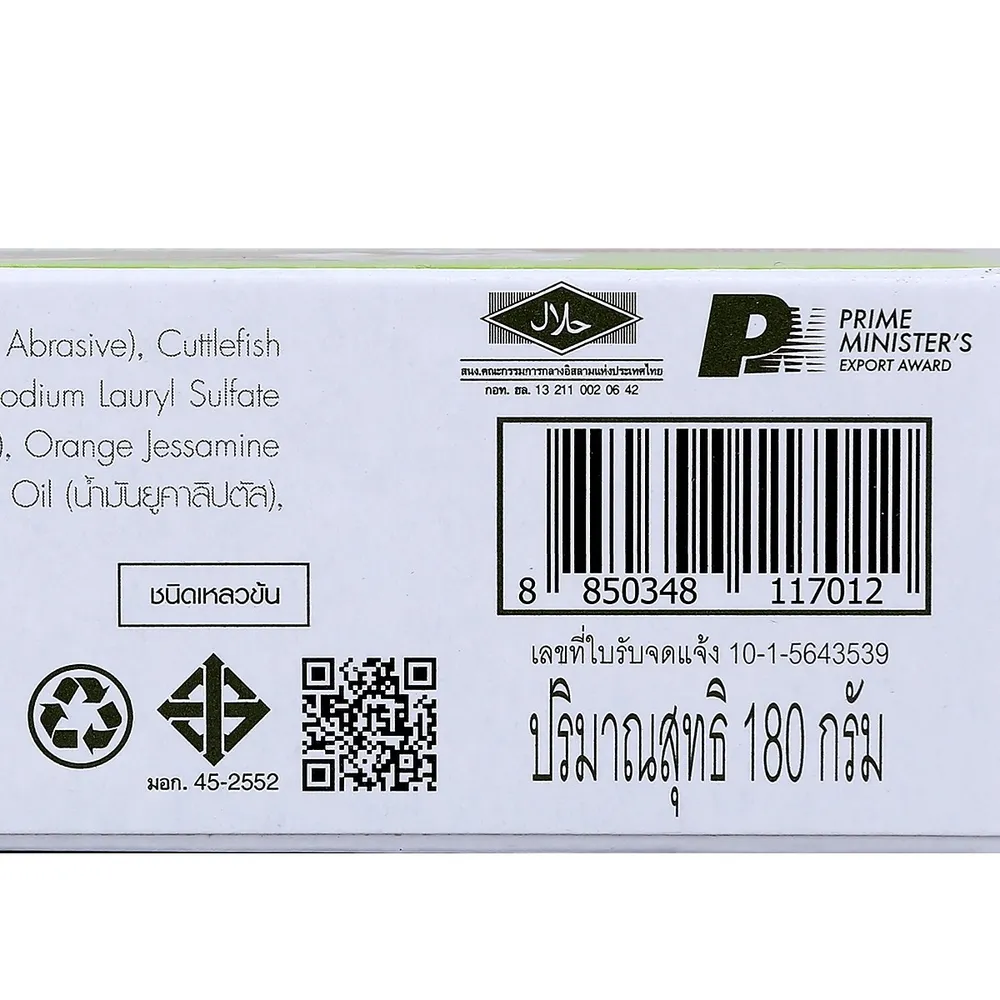 Abrasive), Cuttlefish
odium Lauryl Sulfate
), Orange Jessamine
Oil (น้ำมันยูคาลิปตัส),
ชนิดเหลวข้น
มอก. 45-2552
حلال
สนง.คณะกรรมการกลางอิสลามแห่งประเทศไทย
กอท. ฮล. 13 211 002 06 42
PRIME
MINISTER'S
EXPORT AWARD
8 850348 117012
เลขที่ใบรับจดแจ้ง 10-1-5643539
ปริมาณสุทธิ 180 กรัม